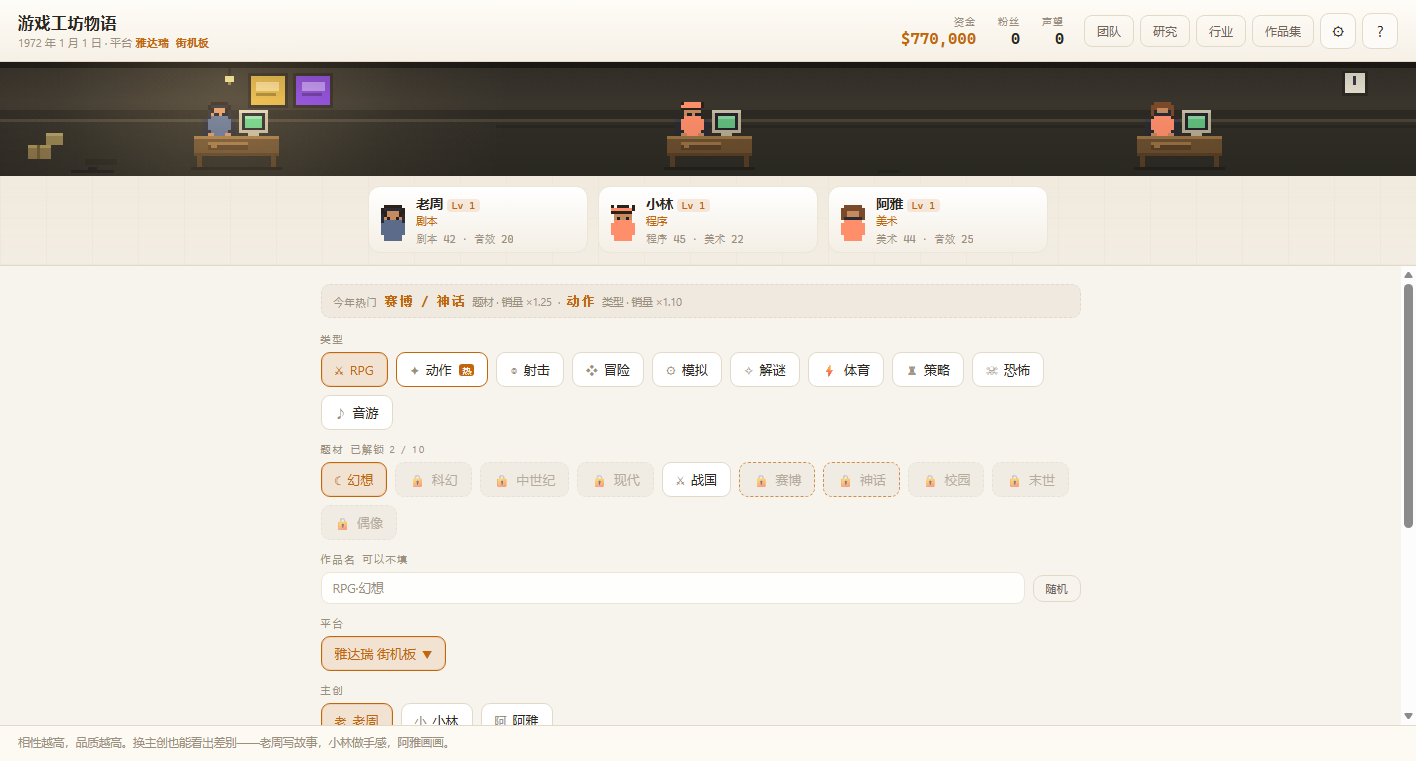 游戏工坊物语
1972 年 1 月 1 日 · 平台 雅达瑞 街机板
资金 粉丝 声望
$770,000 0 0
团队 研究 行业 作品集 ?
老周 Lv 1
剧本
剧本 42 · 音效 20
小林 Lv 1
程序
程序 45 · 美术 22
阿雅 Lv 1
美术
美术 44 · 音效 25
今年热门 赛博 / 神话 题材 · 销量 ×1.25 · 动作 类型 · 销量 ×1.10
类型
RPG 动作 热 射击 冒险 模拟 解谜 体育 策略 恐怖
音游
题材 已解锁 2 / 10
幻想 科幻 中世纪 现代 战国 赛博 神话 校园 末世
偶像
作品名 可以不填
RPG·幻想 随机
平台
雅达瑞 街机板 ▼
主创
老 老周 小 小林 阿 阿雅
相性越高，品质越高。换主创也能看出差别——老周写故事，小林做手感，阿雅画画。